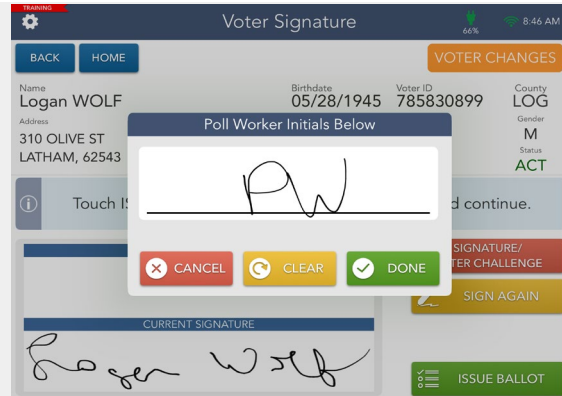 TRAINING
Voter Signature
66%
8:46 AM
BACK
HOME
VOTER CHANGES
Name
Logan WOLF
Birthdate
05/28/1945
Voter ID
785830899
County
LOG
Address
310 OLIVE ST
LATHAM, 62543
Gender
M
Status
ACT
Poll Worker Initials Below
PW
Touch IS
d continue.
CANCEL
CLEAR
DONE
SIGNATURE/
TER CHALLENGE
SIGN AGAIN
CURRENT SIGNATURE
Logan Wolf
ISSUE BALLOT